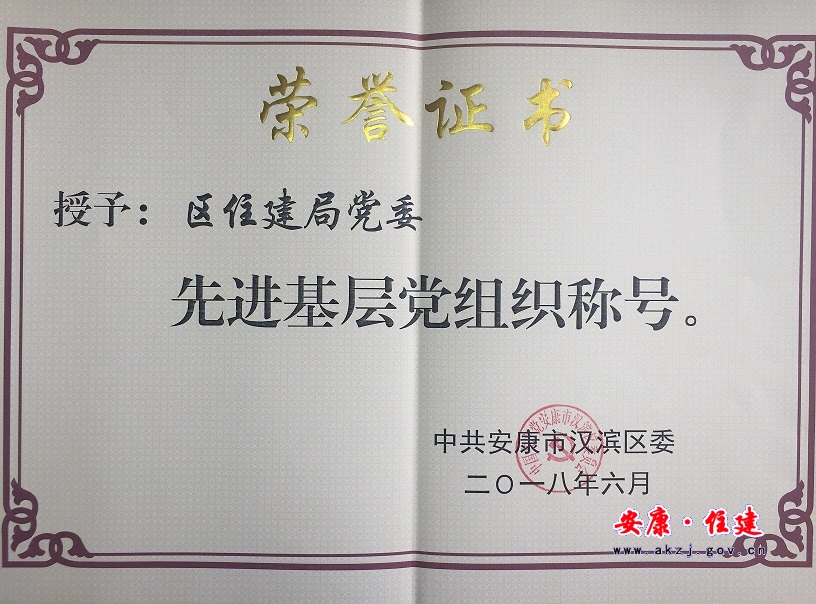 荣誉证书
授予：区住建局党委
先进基层党组织称号。
中共安康市汉滨区委
二〇一八年六月
安康·住建
www.akzj.gov.cn